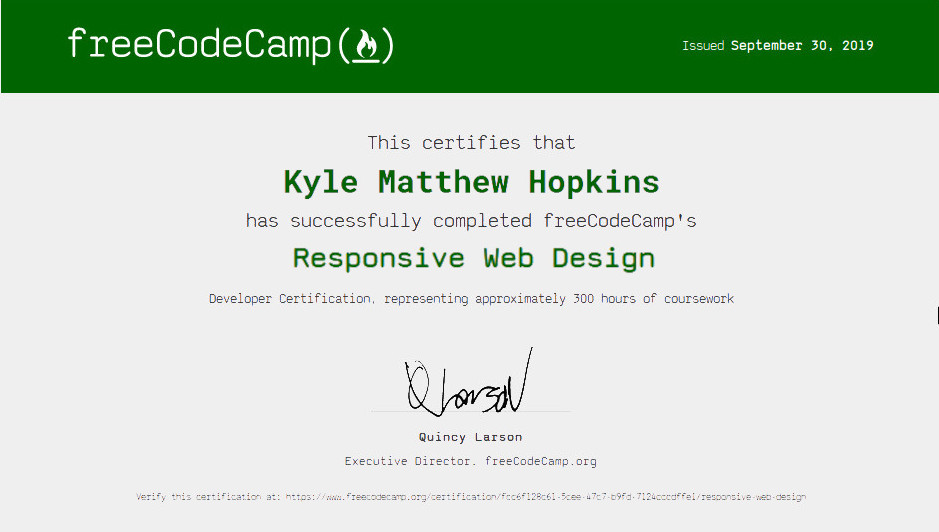 freeCodeCamp(🔥)
Issued September 30, 2019
This certifies that
Kyle Matthew Hopkins
has successfully completed freeCodeCamp's
Responsive Web Design
Developer Certification, representing approximately 300 hours of coursework
QLarson
Quincy Larson
Executive Director. freeCodeCamp.org
Verify this certification at: https://www.freecodecamp.org/certification/fcc6f128c61-5cee-47c7-b9fd-7124cccdffe1/responsive-web-design